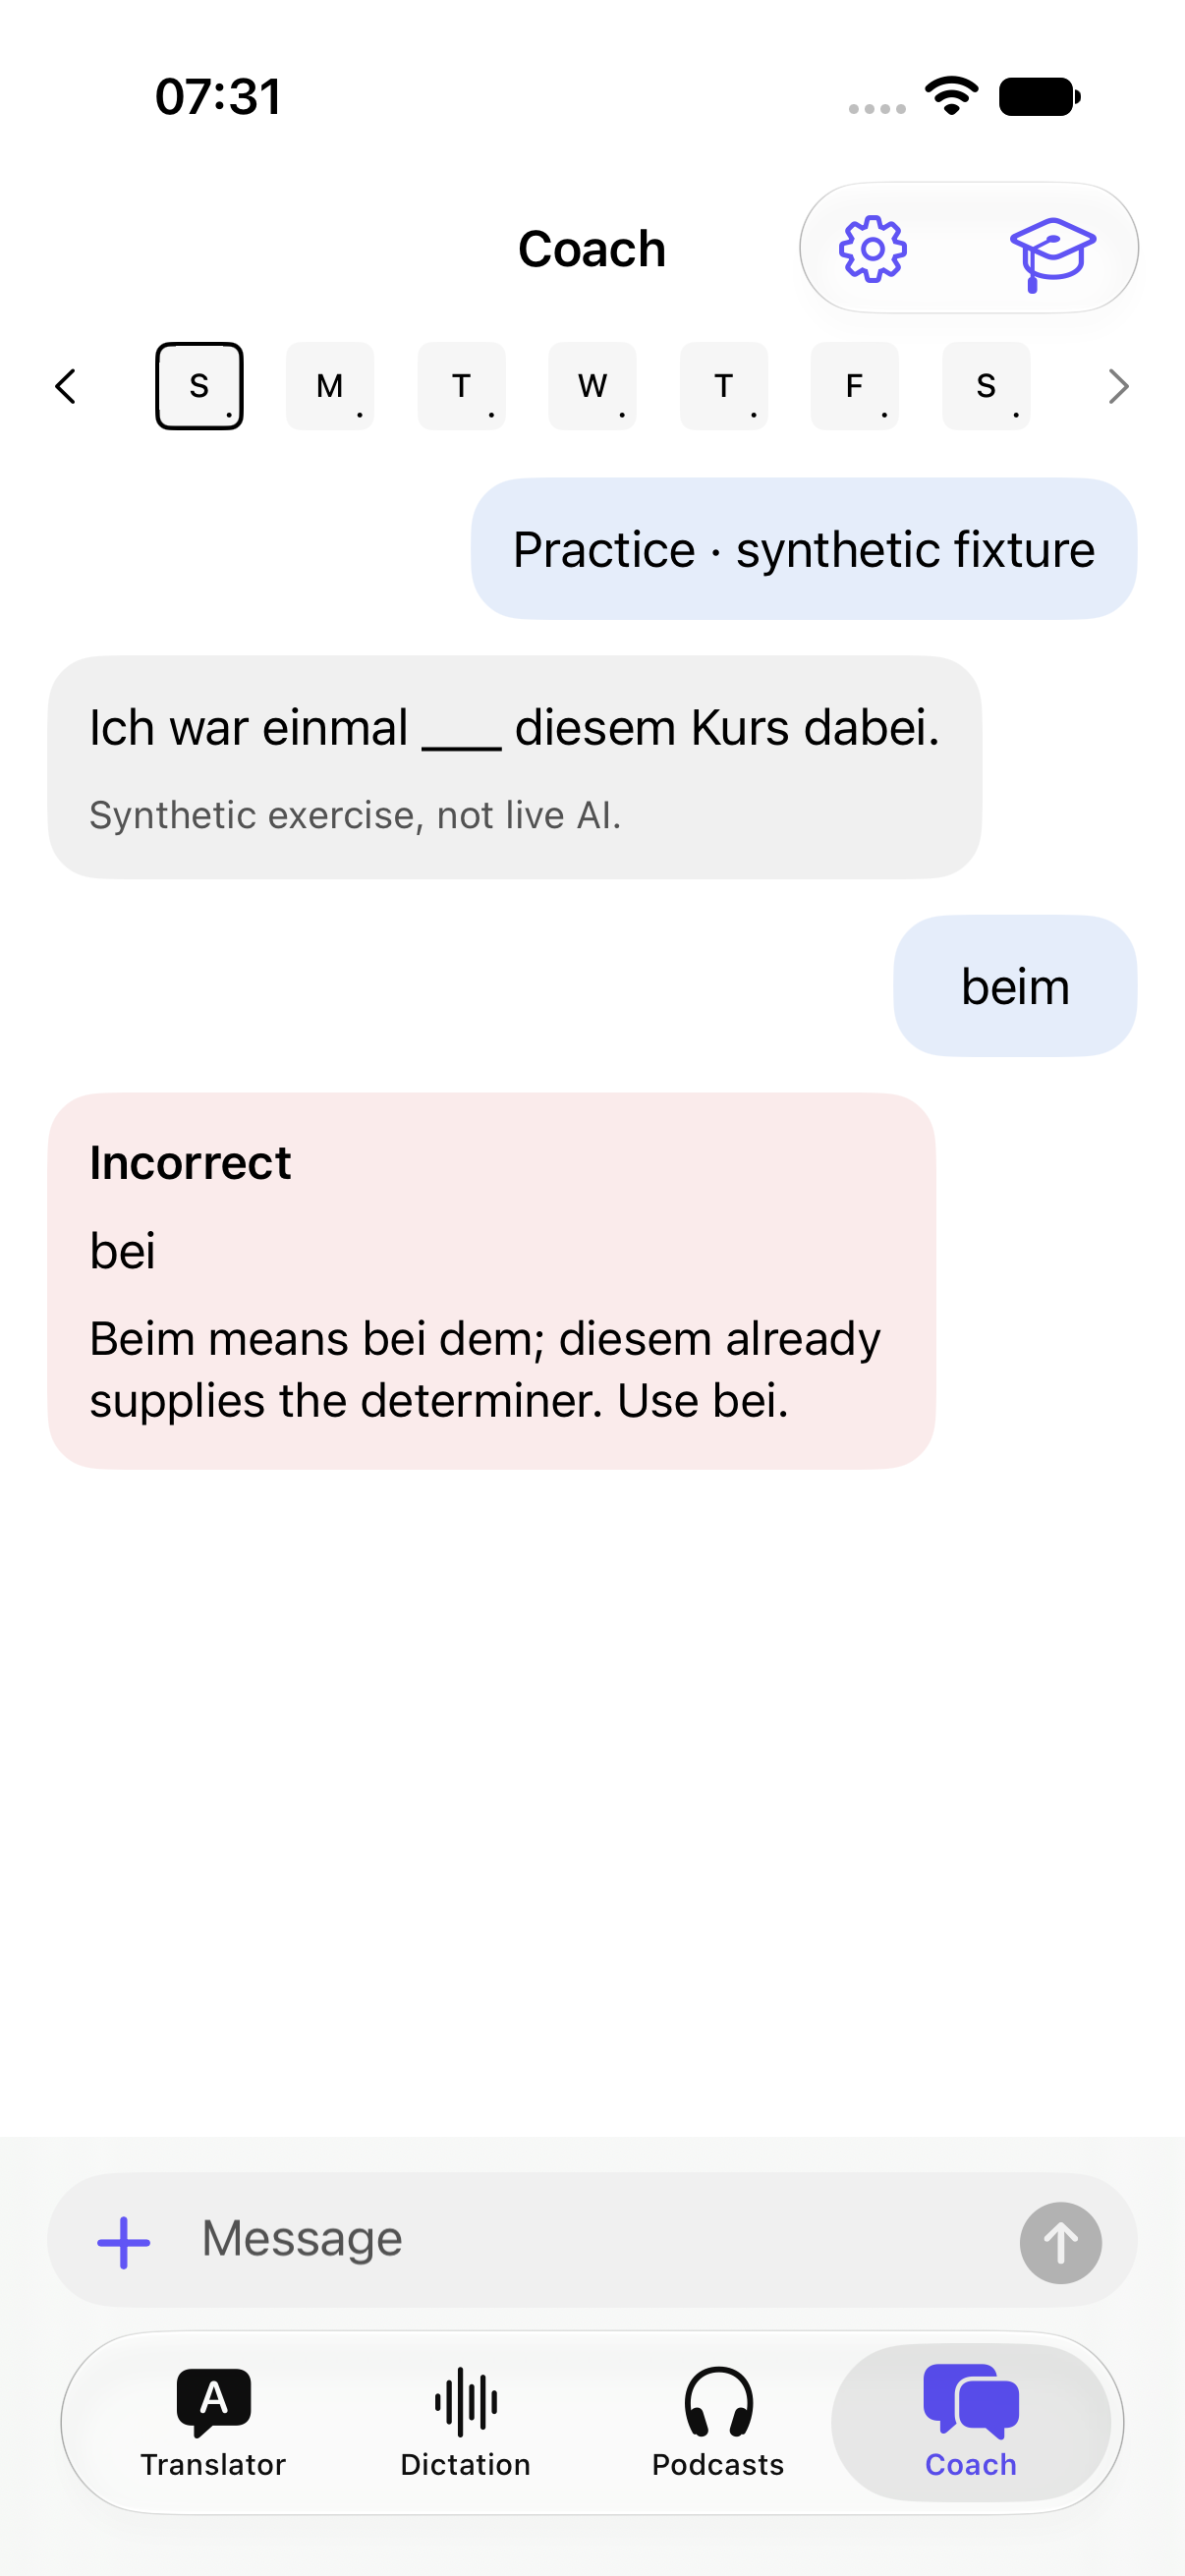 07:31
Coach
S. M. T. W. T. F. S.
Practice · synthetic fixture
Ich war einmal ___ diesem Kurs dabei.
Synthetic exercise, not live AI.
beim
Incorrect
bei
Beim means bei dem; diesem already
supplies the determiner. Use bei.
Message
A
Translator Dictation Podcasts Coach